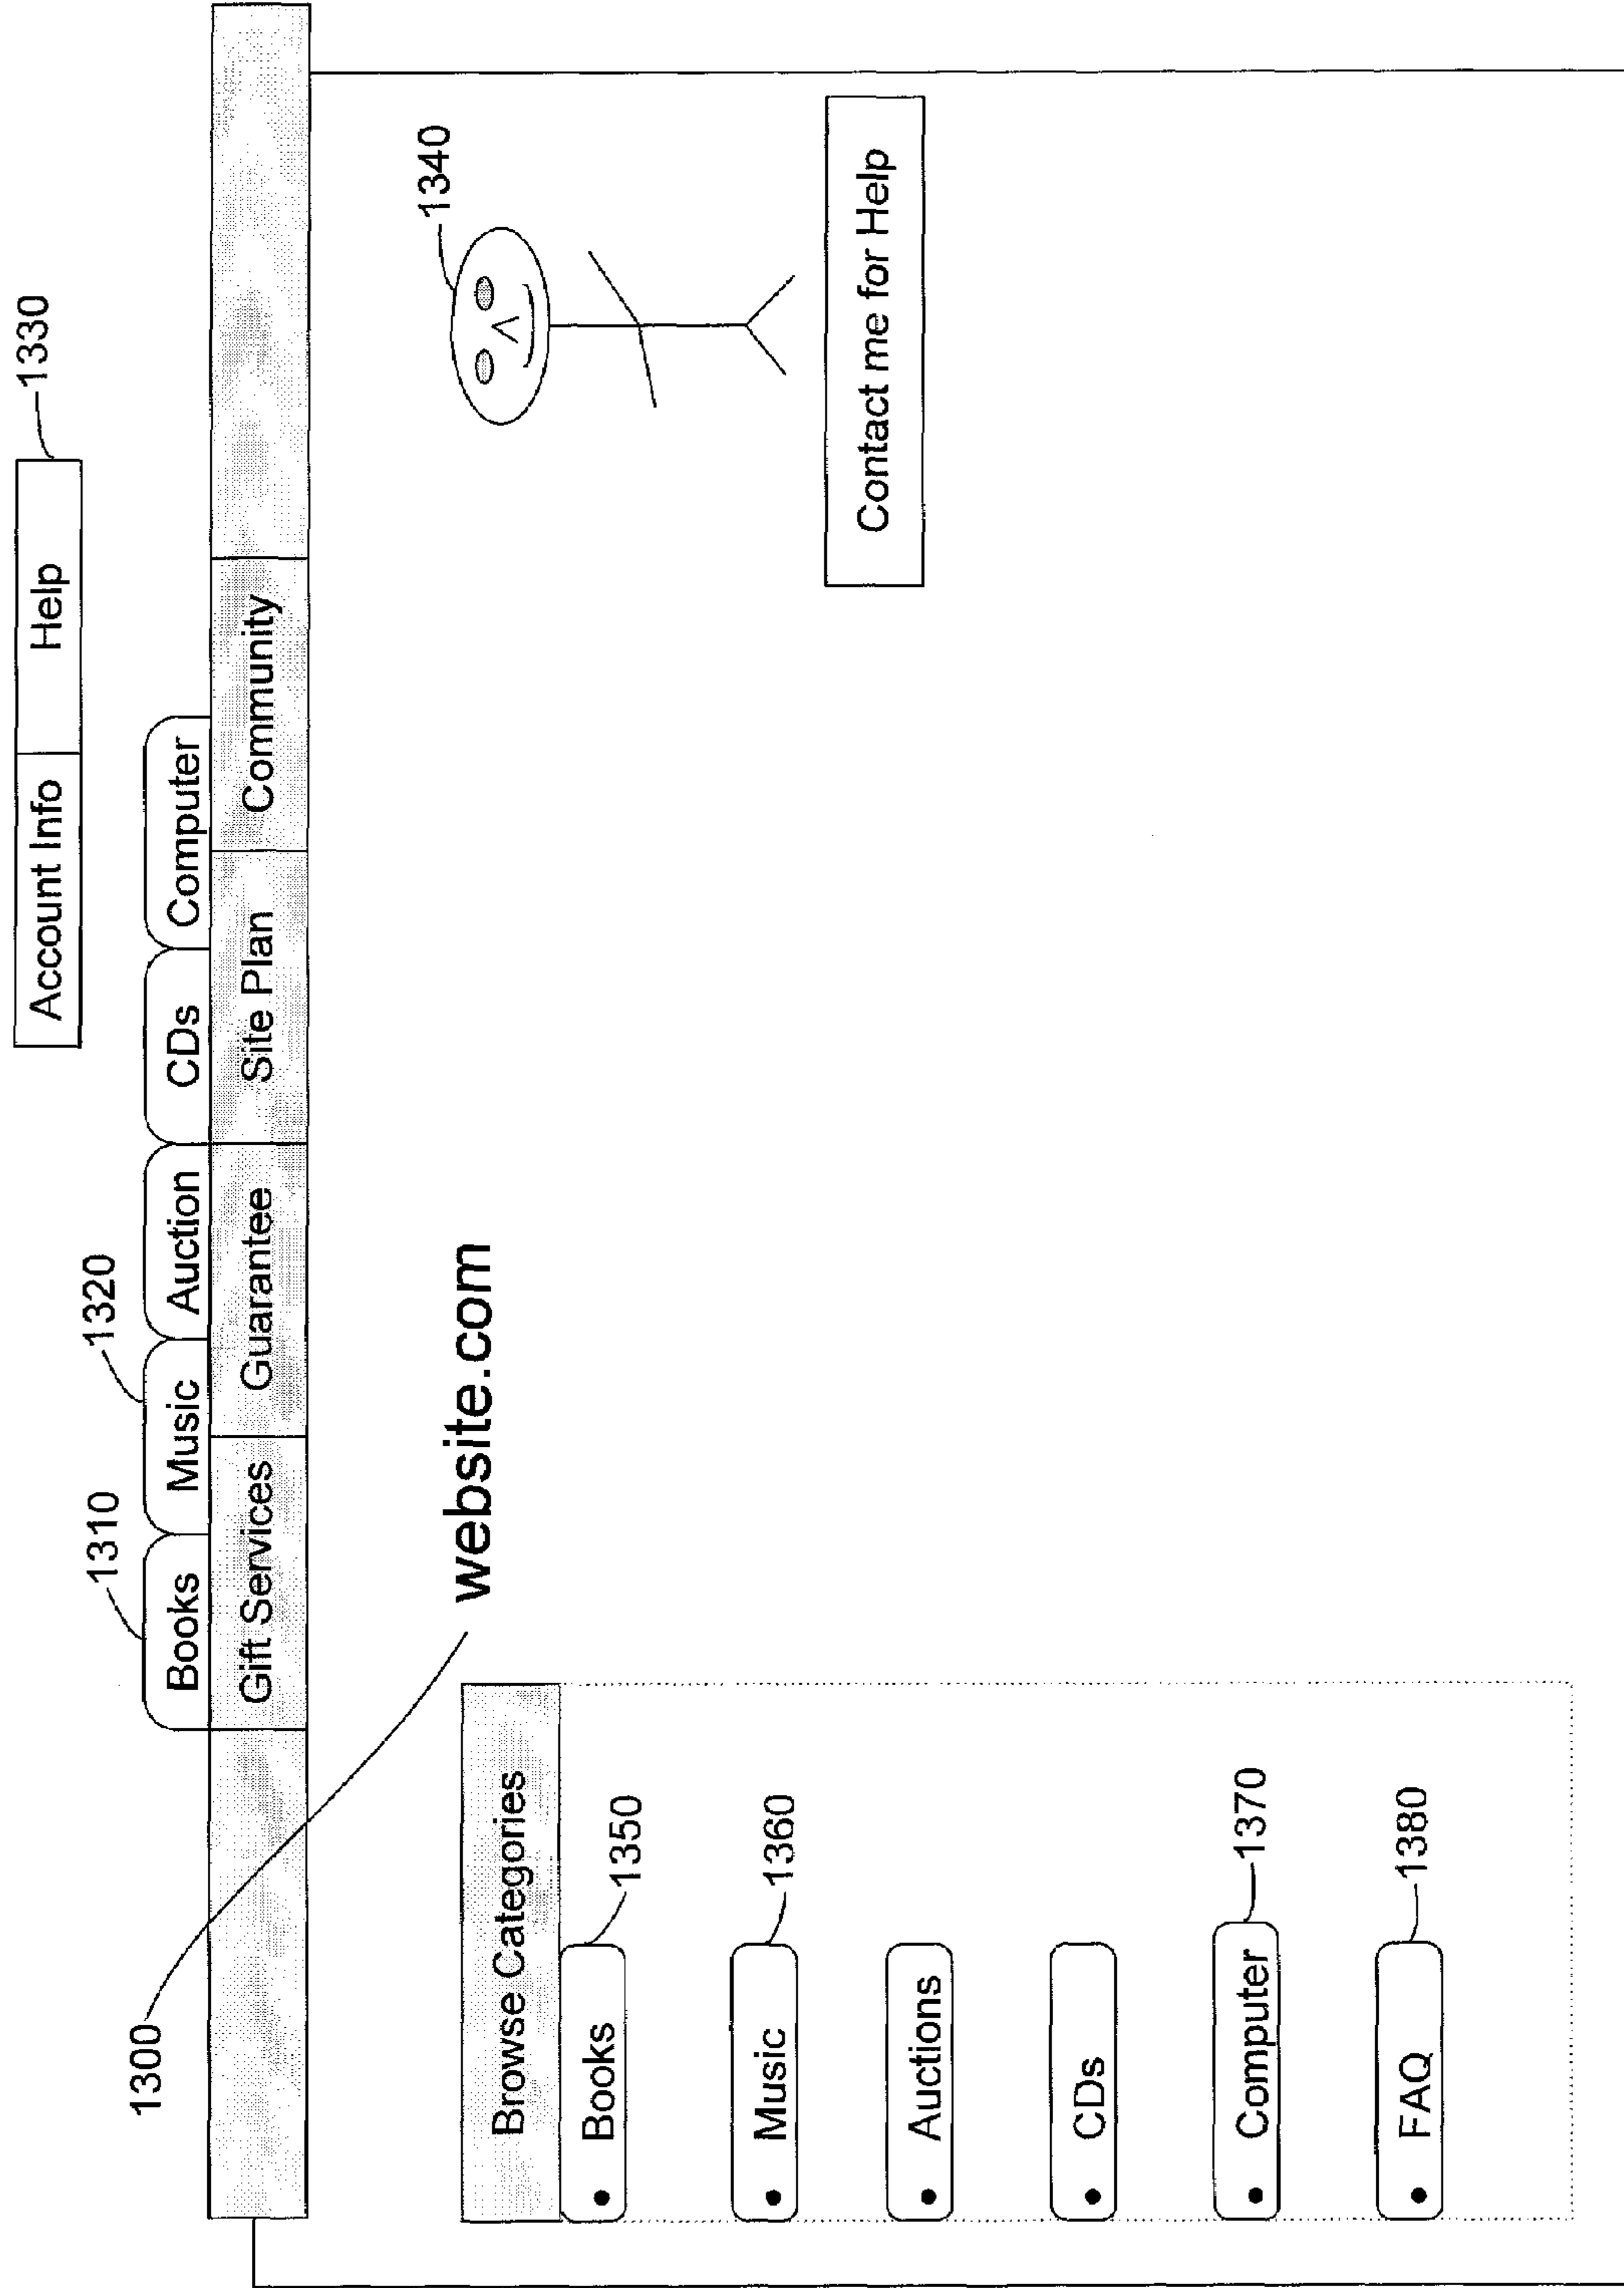 Account Info Help 1330
1310 1320
Books Music Auction CDs Computer
Gift Services Guarantee Site Plan Community
1300
website.com
1340
Contact me for Help
Browse Categories
• Books 1350
• Music 1360
• Auctions
• CDs
• Computer 1370
• FAQ 1380